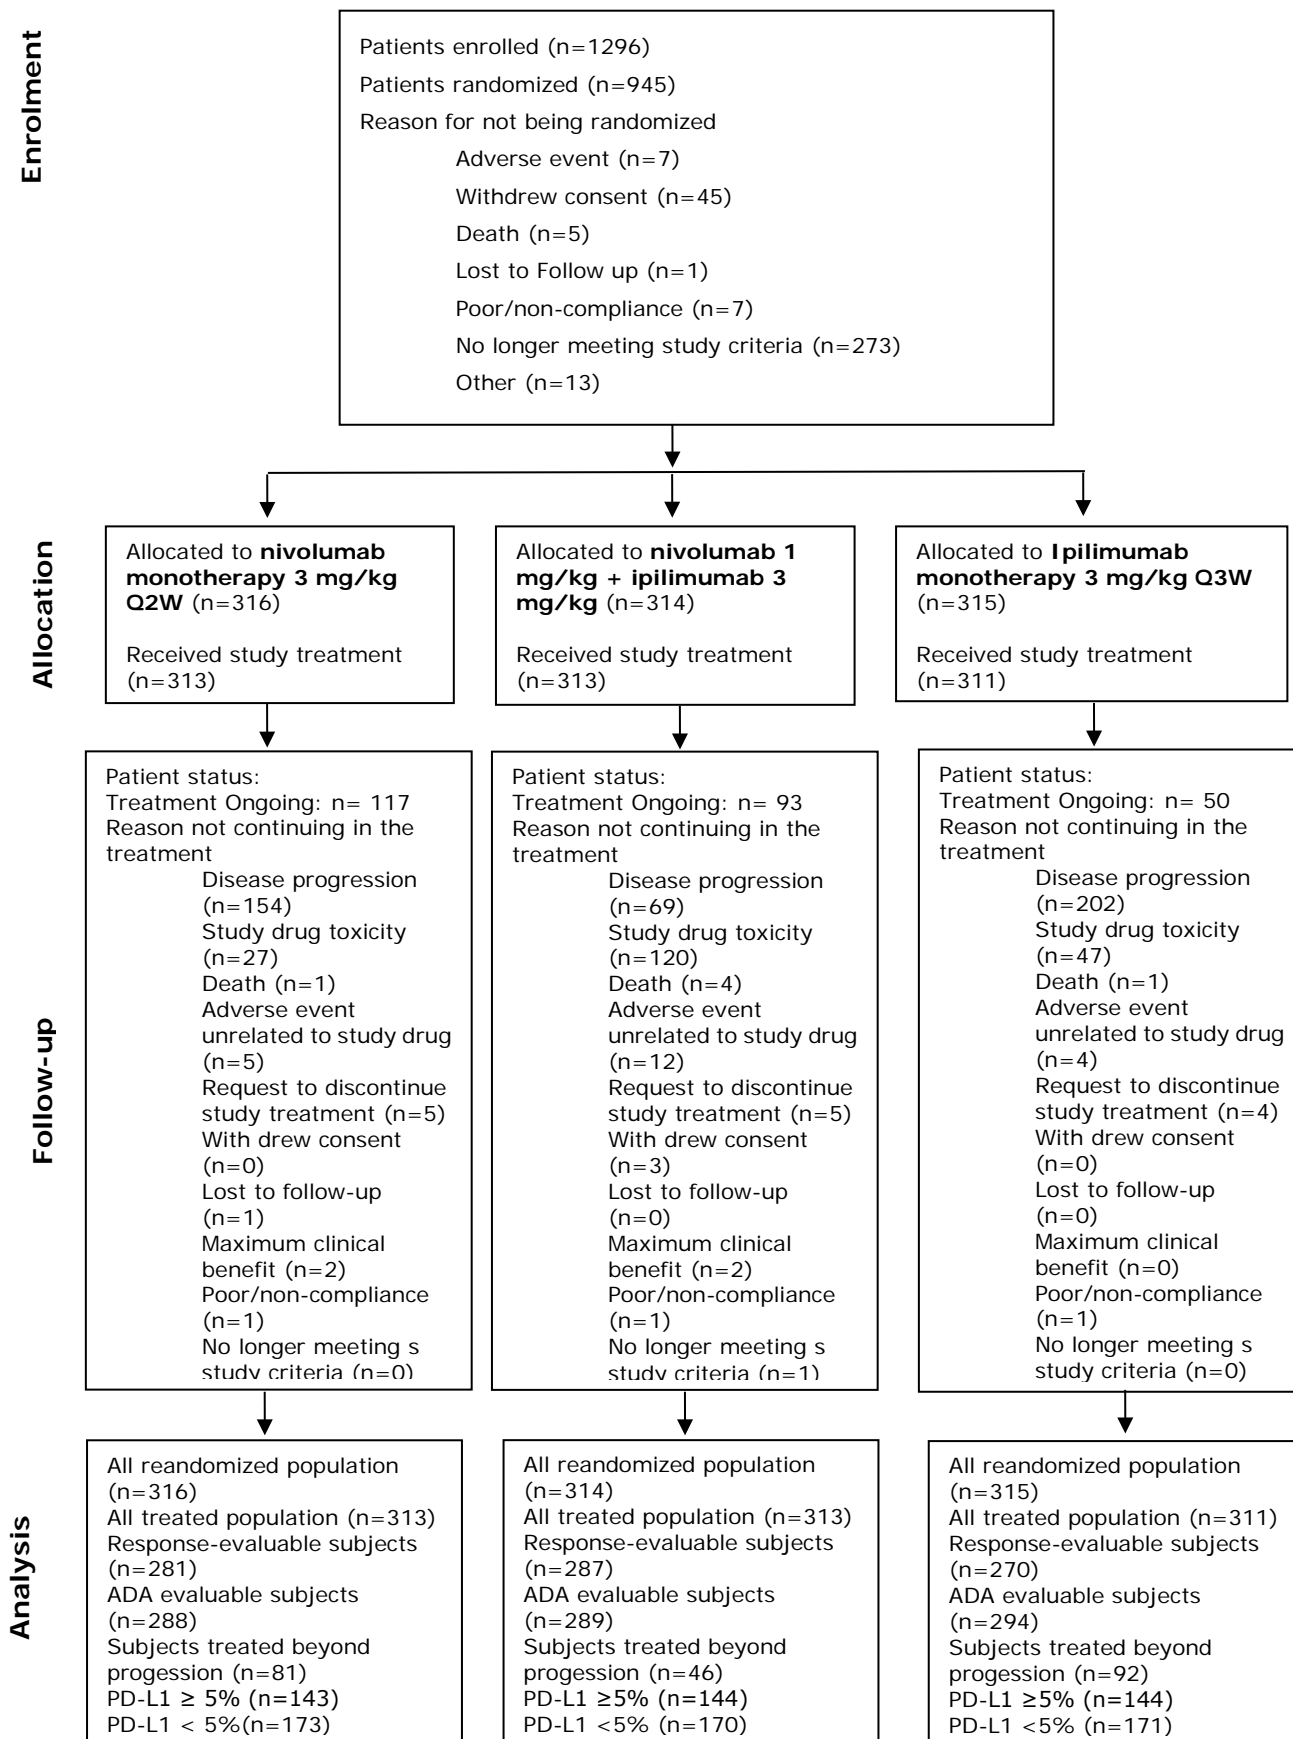 Enrolment
Patients enrolled (n=1296)
Patients randomized (n=945)
Reason for not being randomized
Adverse event (n=7)
Withdrew consent (n=45)
Death (n=5)
Lost to Follow up (n=1)
Poor/non-compliance (n=7)
No longer meeting study criteria (n=273)
Other (n=13)
Allocation
Allocated to nivolumab
monotherapy 3 mg/kg
Q2W (n=316)
Received study treatment
(n=313)
Allocated to nivolumab 1
mg/kg + ipilimumab 3
mg/kg (n=314)
Received study treatment
(n=313)
Allocated to Ipilimumab
monotherapy 3 mg/kg Q3W
(n=315)
Received study treatment
(n=311)
Follow-up
Patient status:
Treatment Ongoing: n= 117
Reason not continuing in the
treatment
Disease progression
(n=154)
Study drug toxicity
(n=27)
Death (n=1)
Adverse event
unrelated to study drug
(n=5)
Request to discontinue
study treatment (n=5)
With drew consent
(n=0)
Lost to follow-up
(n=1)
Maximum clinical
benefit (n=2)
Poor/non-compliance
(n=1)
No longer meeting s
study criteria (n=0)
Patient status:
Treatment Ongoing: n= 93
Reason not continuing in the
treatment
Disease progression
(n=69)
Study drug toxicity
(n=120)
Death (n=4)
Adverse event
unrelated to study drug
(n=12)
Request to discontinue
study treatment (n=5)
With drew consent
(n=3)
Lost to follow-up
(n=0)
Maximum clinical
benefit (n=2)
Poor/non-compliance
(n=1)
No longer meeting s
study criteria (n=1)
Patient status:
Treatment Ongoing: n= 50
Reason not continuing in the
treatment
Disease progression
(n=202)
Study drug toxicity
(n=47)
Death (n=1)
Adverse event
unrelated to study drug
(n=4)
Request to discontinue
study treatment (n=4)
With drew consent
(n=0)
Lost to follow-up
(n=0)
Maximum clinical
benefit (n=0)
Poor/non-compliance
(n=1)
No longer meeting s
study criteria (n=0)
Analysis
All reandomized population
(n=316)
All treated population (n=313)
Response-evaluable subjects
(n=281)
ADA evaluable subjects
(n=288)
Subjects treated beyond
progession (n=81)
PD-L1 ≥ 5% (n=143)
PD-L1 < 5%(n=173)
All reandomized population
(n=314)
All treated population (n=313)
Response-evaluable subjects
(n=287)
ADA evaluable subjects
(n=289)
Subjects treated beyond
progession (n=46)
PD-L1 ≥5% (n=144)
PD-L1 <5% (n=170)
All reandomized population
(n=315)
All treated population (n=311)
Response-evaluable subjects
(n=270)
ADA evaluable subjects
(n=294)
Subjects treated beyond
progession (n=92)
PD-L1 ≥5% (n=144)
PD-L1 <5% (n=171)